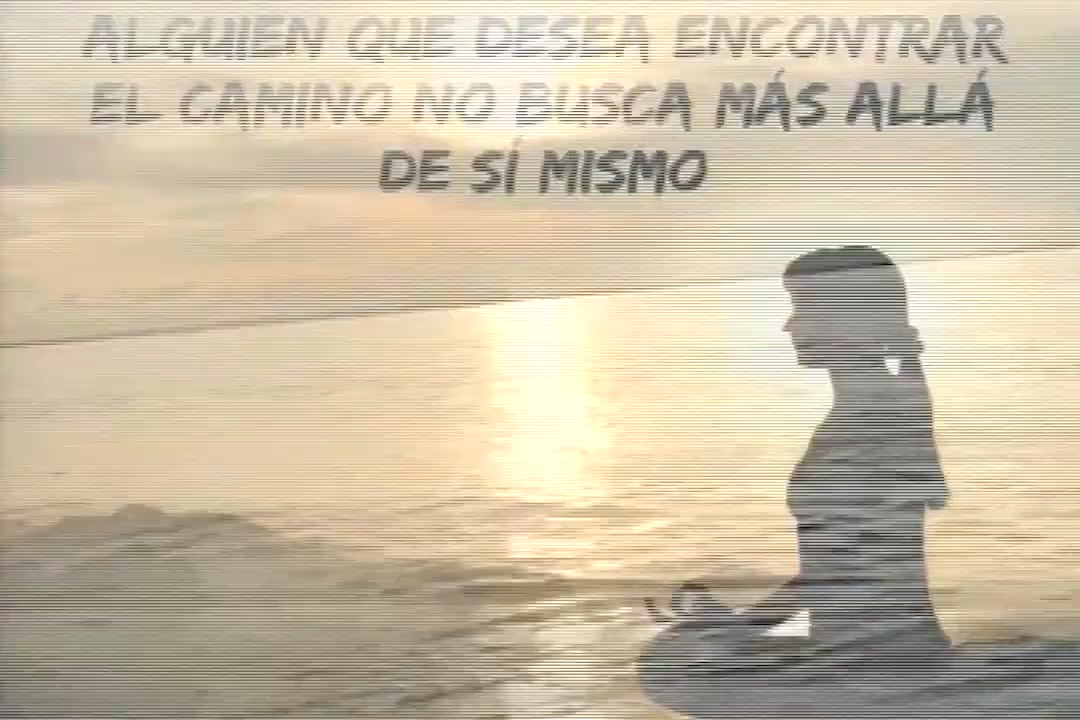 ALGUIEN QUE DESEA ENCONTRAR
EL CAMINO NO BUSCA MÁS ALLÁ
DE SÍ MISMO